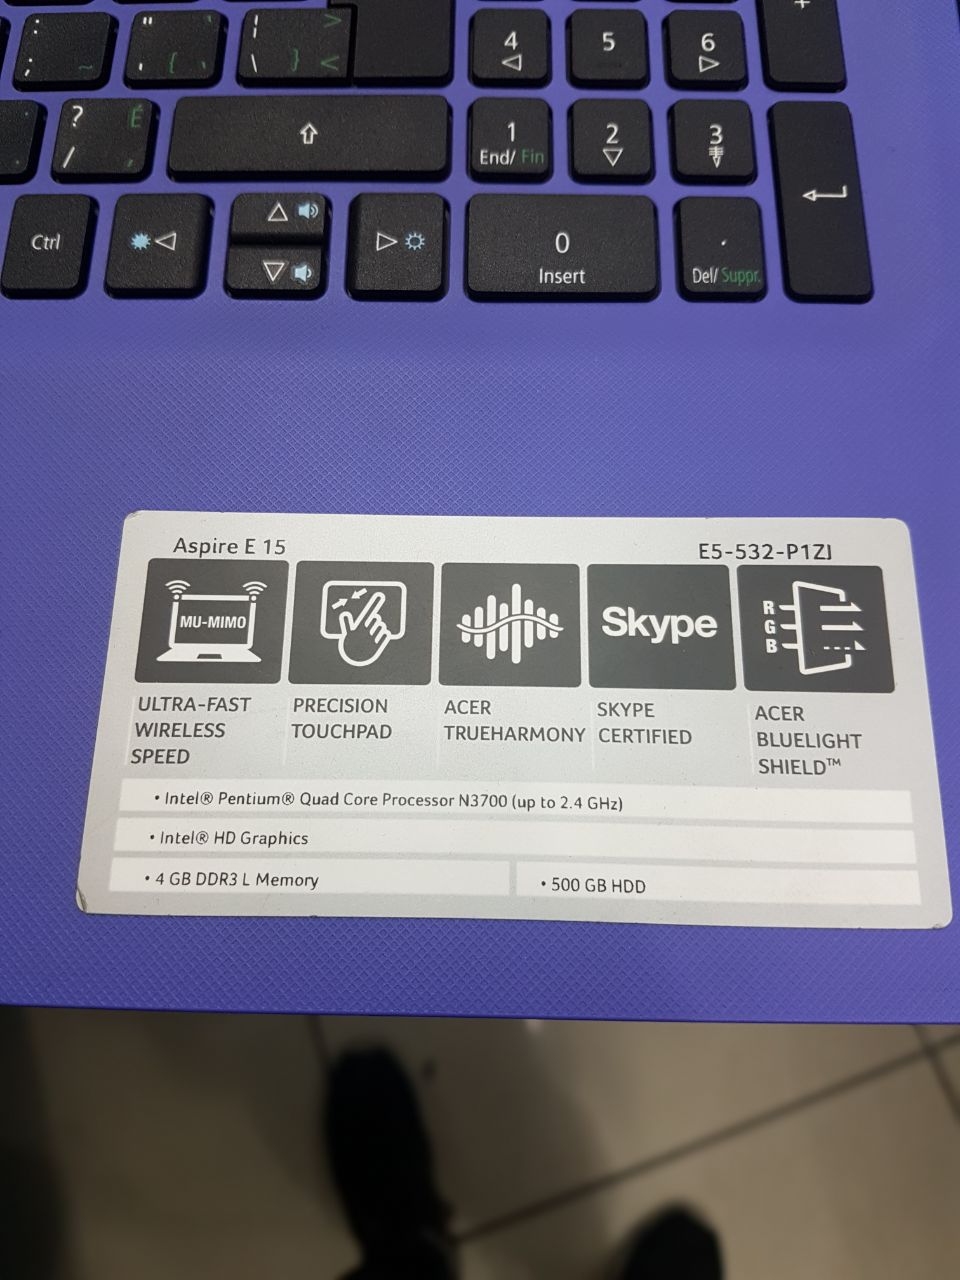 : ;
" '
{
| \ } > <
4
5
6
+
? / É
1 End/ Fin
2
3
Ctrl
0
Insert
. Del/ Suppr.
Aspire E 15
E5-532-P1ZJ
MU-MIMO
Skype
R
G
B
ULTRA-FAST WIRELESS SPEED
PRECISION TOUCHPAD
ACER TRUEHARMONY
SKYPE CERTIFIED
ACER BLUELIGHT SHIELD™
• Intel® Pentium® Quad Core Processor N3700 (up to 2.4 GHz)
• Intel® HD Graphics
• 4 GB DDR3 L Memory
• 500 GB HDD